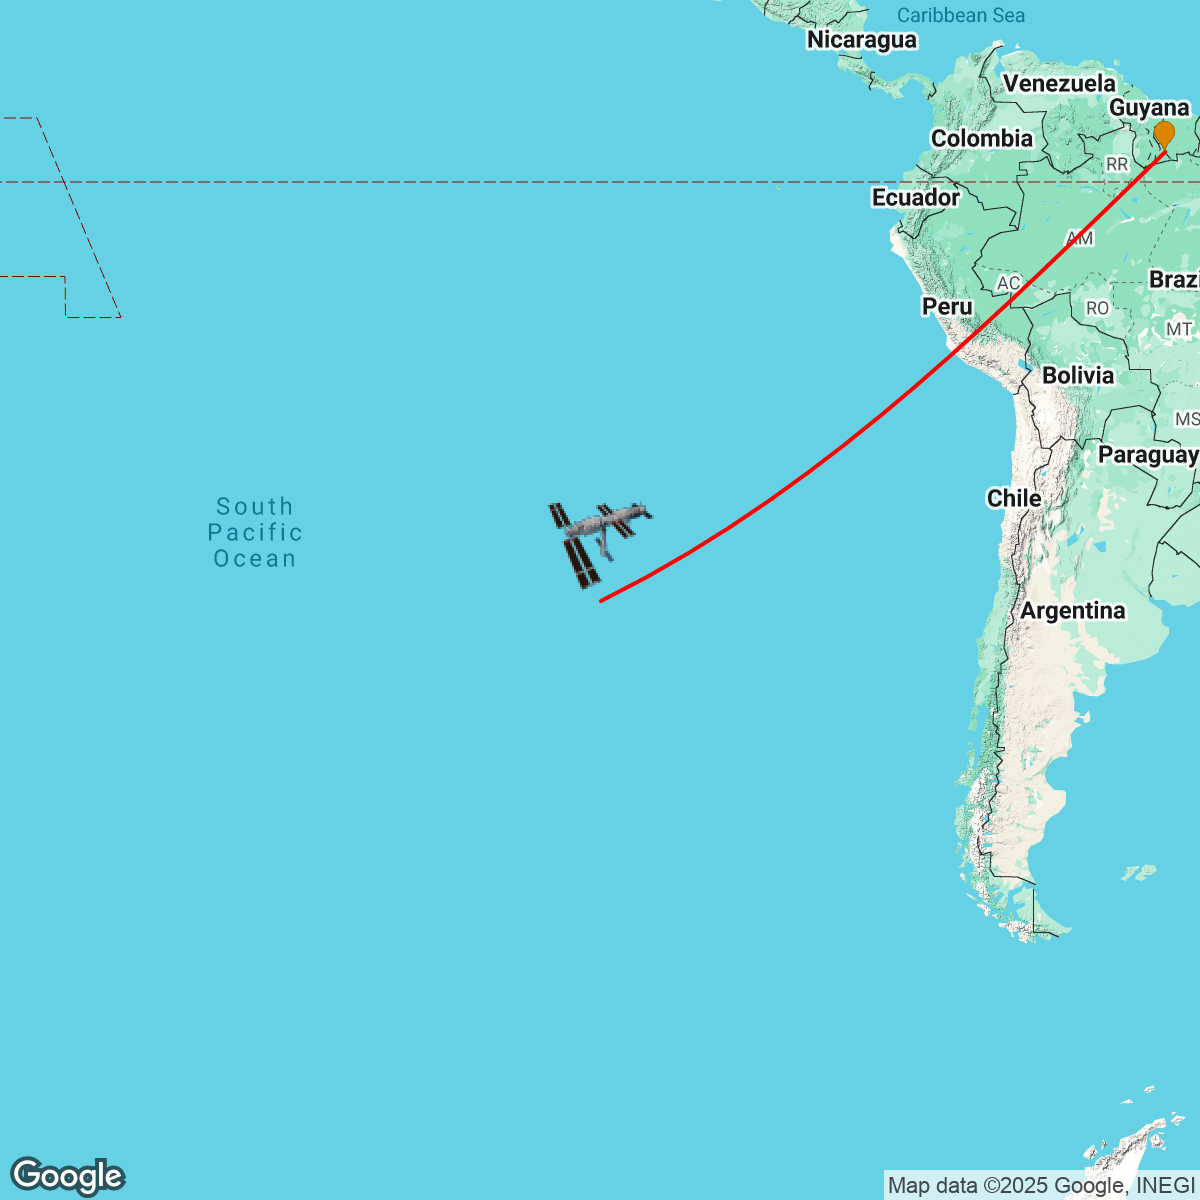 Caribbean Sea
Nicaragua
Venezuela
Guyana
Colombia
RR
Ecuador
AM
AC
Brazi
Peru
RO
MT
Bolivia
MS
Paraguay
Chile
South
Pacific
Ocean
Argentina
Google
Map data ©2025 Google, INEGI